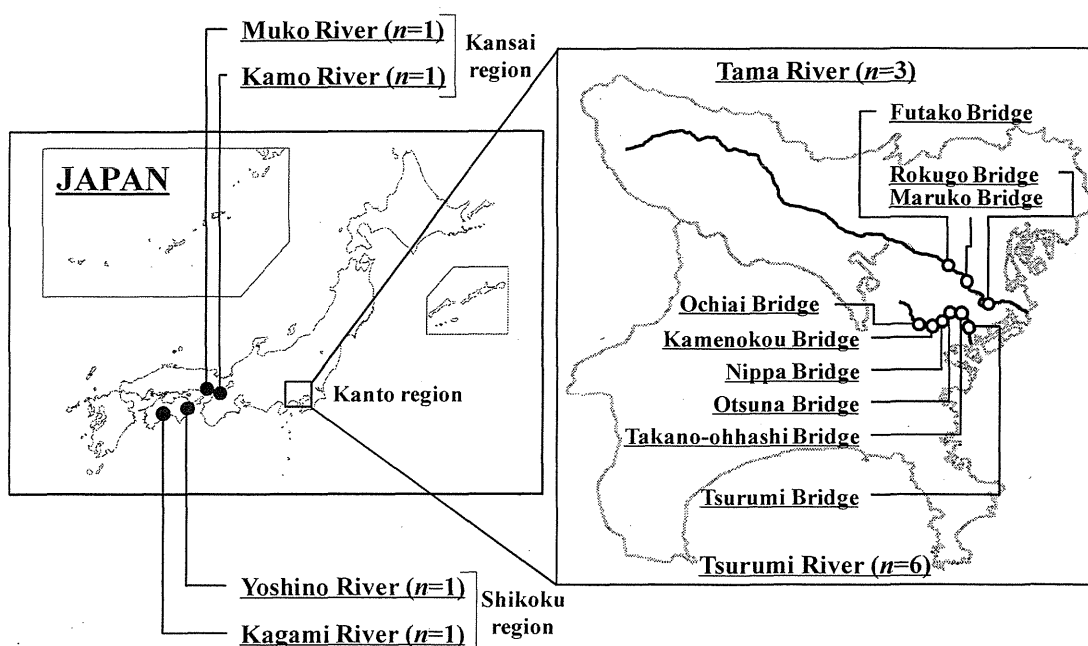 Muko River (n=1)
Kamo River (n=1)
Kansai
region
JAPAN
Kanto region
Yoshino River (n=1)
Kagami River (n=1)
Shikoku
region
Tama River (n=3)
Futako Bridge
Rokugo Bridge
Maruko Bridge
Ochiai Bridge
Kamenokou Bridge
Nippa Bridge
Otsuna Bridge
Takano-ohhashi Bridge
Tsurumi Bridge
Tsurumi River (n=6)